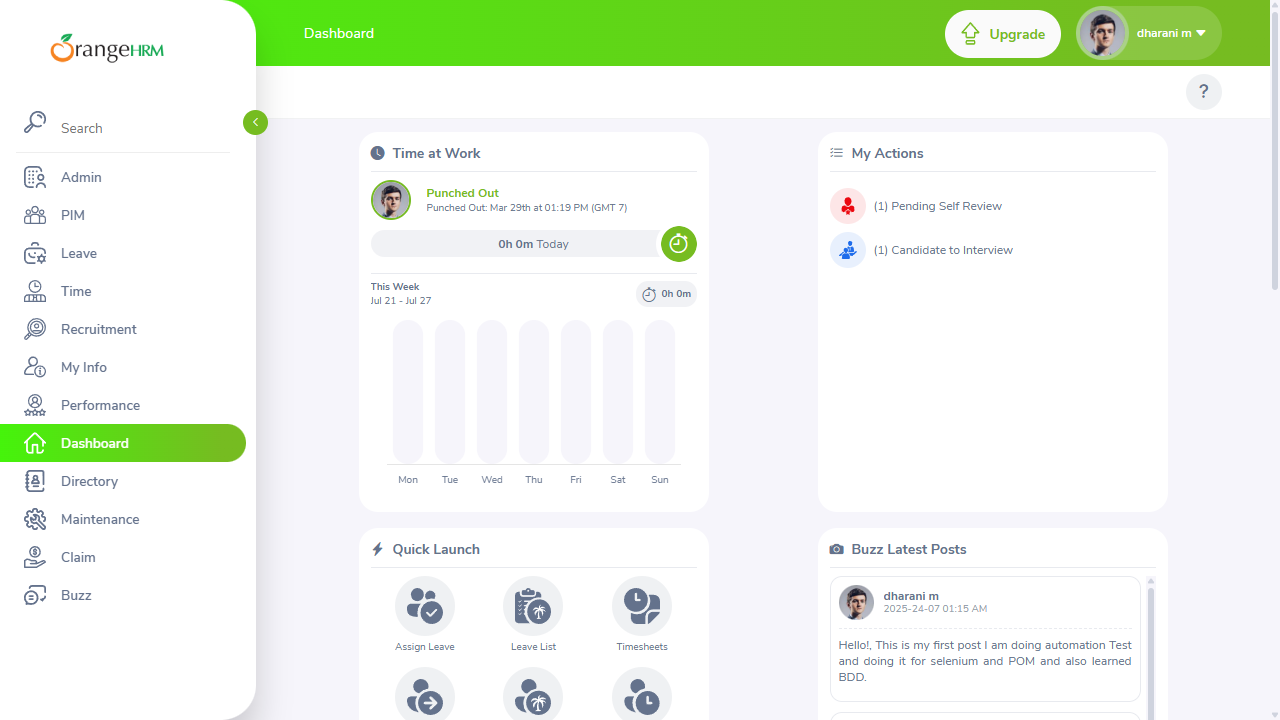 OrangeHRM
Search
Admin
PIM
Leave
Time
Recruitment
My Info
Performance
Dashboard
Directory
Maintenance
Claim
Buzz
Dashboard
Upgrade
dharani m
?
Time at Work
Punched Out
Punched Out: Mar 29th at 01:19 PM (GMT 7)
0h 0m Today
This Week
Jul 21 - Jul 27
0h 0m
Mon Tue Wed Thu Fri Sat Sun
My Actions
(1) Pending Self Review
(1) Candidate to Interview
Quick Launch
Assign Leave
Leave List
Timesheets
Buzz Latest Posts
dharani m
2025-24-07 01:15 AM
Hello!, This is my first post I am doing automation Test
and doing it for selenium and POM and also learned
BDD.